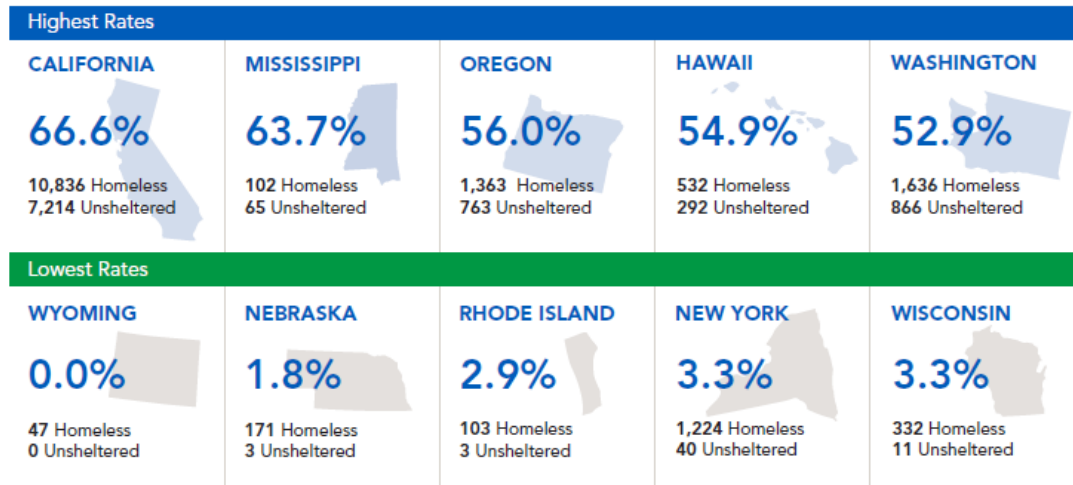 Highest Rates
CALIFORNIA
66.6%
10,836 Homeless
7,214 Unsheltered
MISSISSIPPI
63.7%
102 Homeless
65 Unsheltered
OREGON
56.0%
1,363 Homeless
763 Unsheltered
HAWAII
54.9%
532 Homeless
292 Unsheltered
WASHINGTON
52.9%
1,636 Homeless
866 Unsheltered
Lowest Rates
WYOMING
0.0%
47 Homeless
0 Unsheltered
NEBRASKA
1.8%
171 Homeless
3 Unsheltered
RHODE ISLAND
2.9%
103 Homeless
3 Unsheltered
NEW YORK
3.3%
1,224 Homeless
40 Unsheltered
WISCONSIN
3.3%
332 Homeless
11 Unsheltered